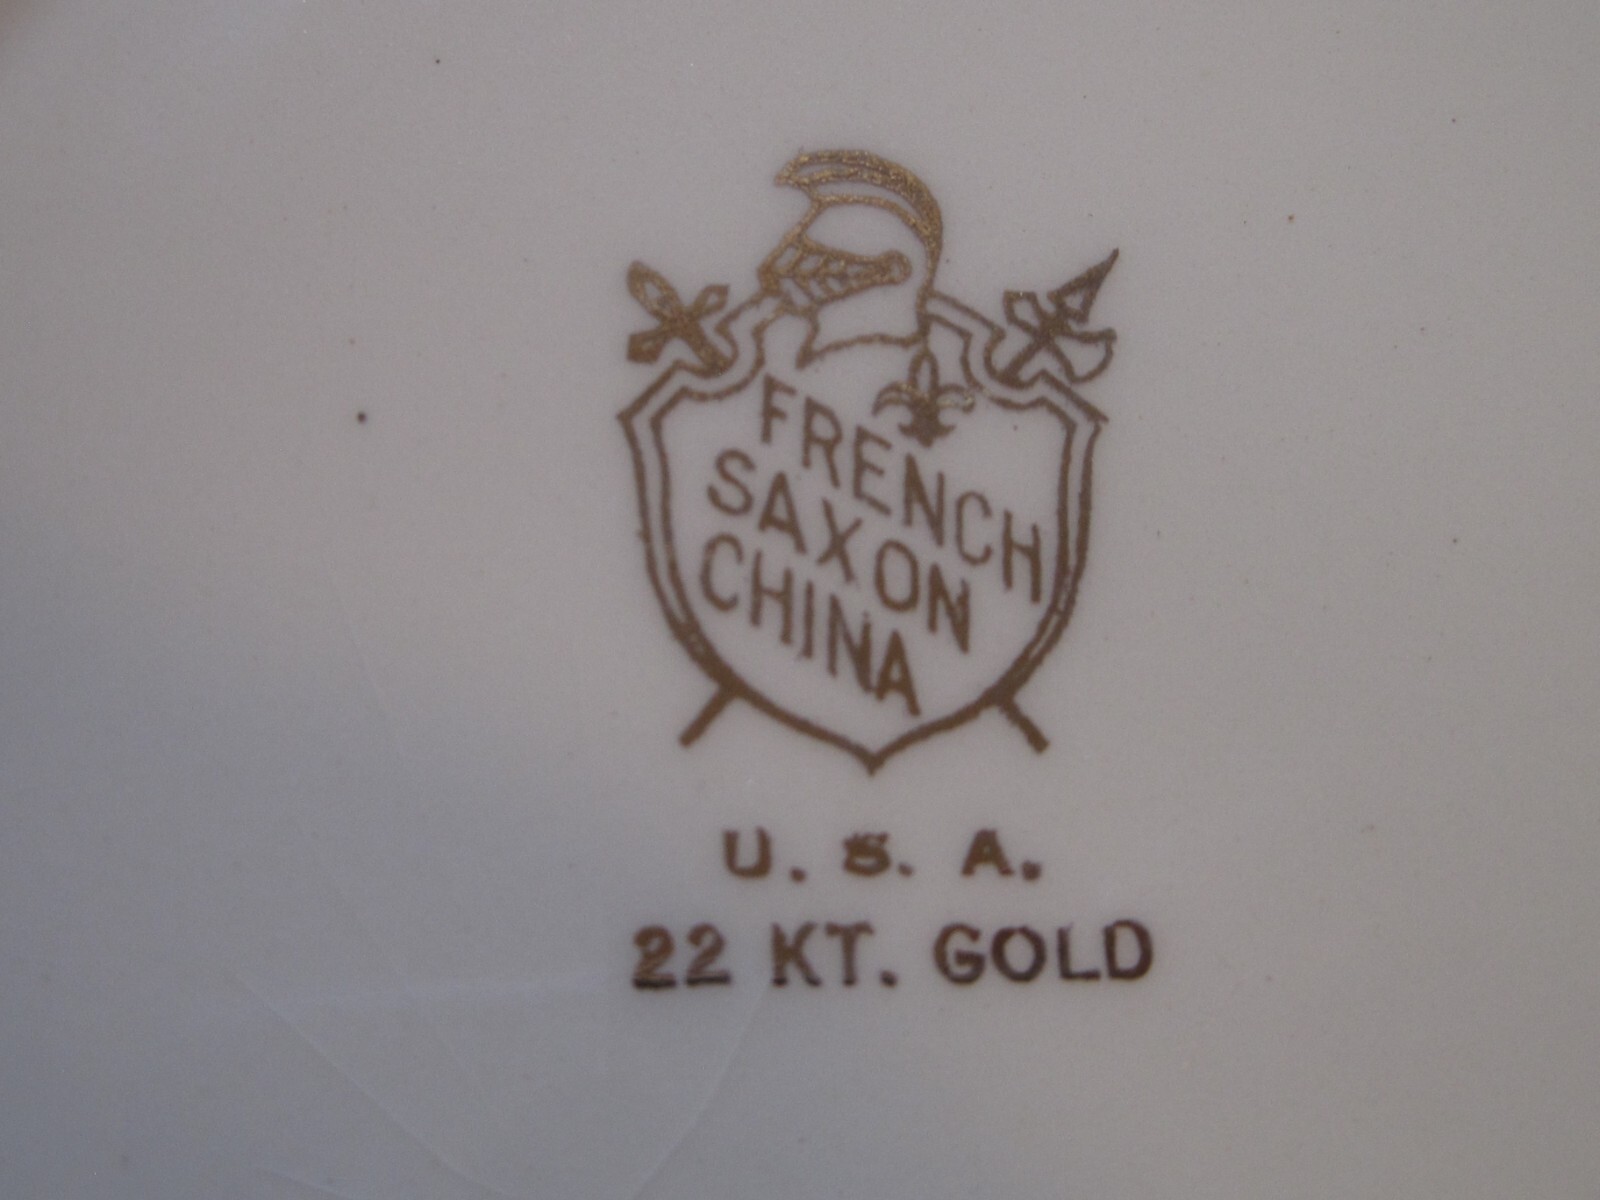 FRENCH
SAXON
CHINA
U. S. A.
22 KT. GOLD